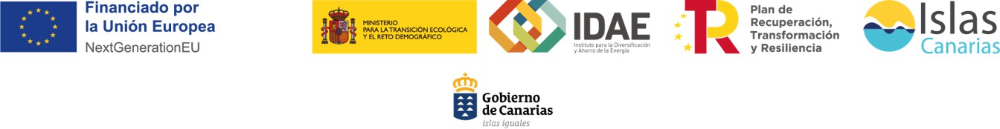 Financiado por
la Unión Europea
NextGenerationEU
MINISTERIO
PARA LA TRANSICIÓN ECOLÓGICA
Y EL RETO DEMOGRÁFICO
IDAE
Instituto para la Diversificación
y Ahorro de la Energía
TR
Plan de
Recuperación,
Transformación
y Resiliencia
Islas
Canarias
Gobierno
de Canarias
islas iguales